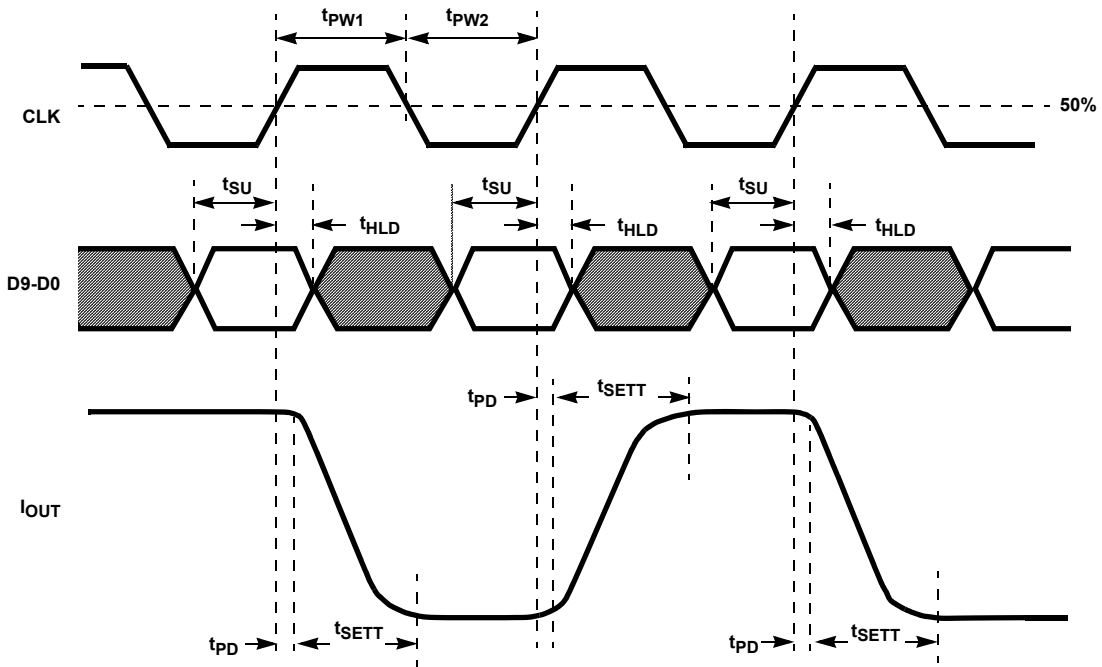 tPW1 tPW2
CLK 50%
tSU tSU tSU
tHLD tHLD tHLD
D9-D0
tPD tSETT
IOUT
tPD tSETT tPD tSETT